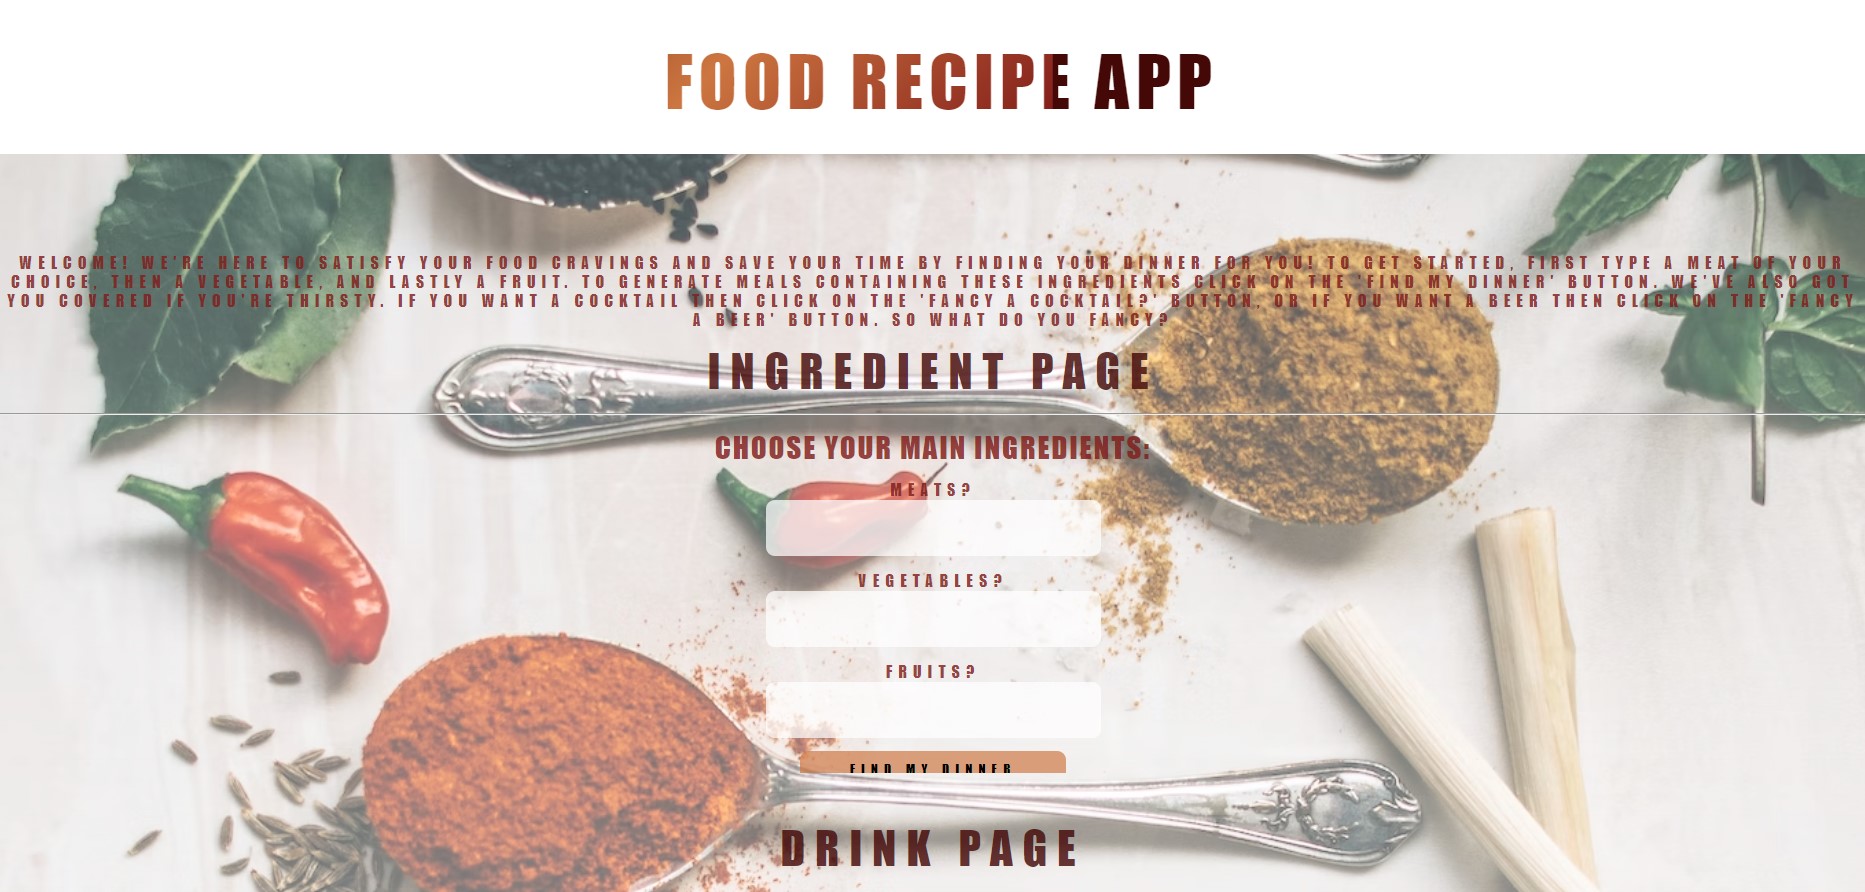 FOOD RECIPE APP
WELCOME! WE'RE HERE TO SATISFY YOUR FOOD CRAVINGS AND SAVE YOUR TIME BY FINDING YOUR DINNER FOR YOU! TO GET STARTED, FIRST TYPE A MEAT OF YOUR
CHOICE, THEN A VEGETABLE, AND LASTLY A FRUIT. TO GENERATE MEALS CONTAINING THESE INGREDIENTS CLICK ON THE 'FIND MY DINNER' BUTTON. WE'VE ALSO GOT
YOU COVERED IF YOU'RE THIRSTY. IF YOU WANT A COCKTAIL THEN CLICK ON THE 'FANCY A COCKTAIL?' BUTTON, OR IF YOU WANT A BEER THEN CLICK ON THE 'FANCY
A BEER' BUTTON. SO WHAT DO YOU FANCY?
INGREDIENT PAGE
CHOOSE YOUR MAIN INGREDIENTS:
MEATS?
VEGETABLES?
FRUITS?
FIND MY DINNER
DRINK PAGE